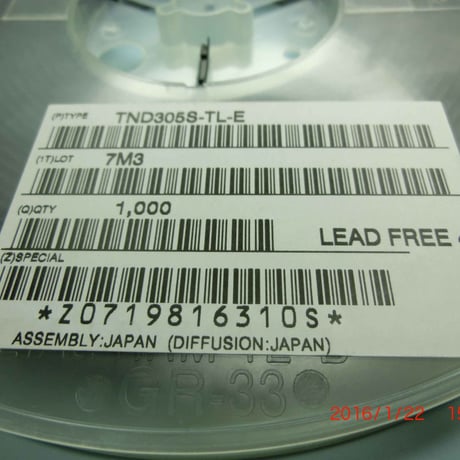 (P)TYPE TND305S-TL-E
(1T)LOT 7M3
(Q)QTY 1,000
LEAD FREE
(Z)SPECIAL
*Z0719816310S*
ASSEMBLY:JAPAN (DIFFUSION:JAPAN)
GR-33
2016/1/22